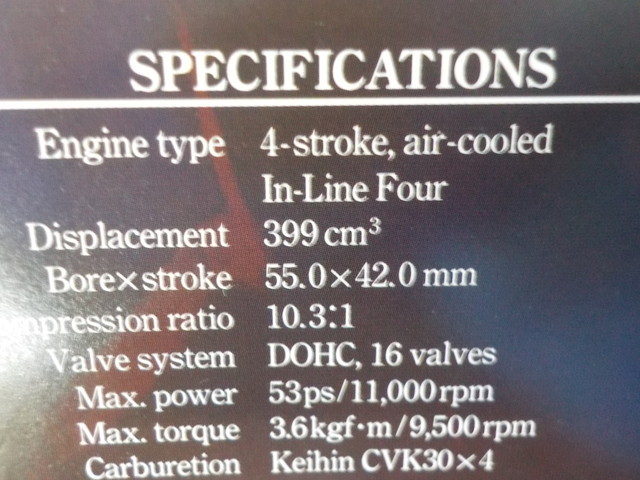 SPECIFICATIONS
Engine type 4-stroke, air-cooled
In-Line Four
Displacement 399 cm³
Bore×stroke 55.0×42.0 mm
mpression ratio 10.3:1
Valve system DOHC, 16 valves
Max. power 53ps/11,000rpm
Max. torque 3.6kgf·m/9,500rpm
Carburetion Keihin CVK30×4